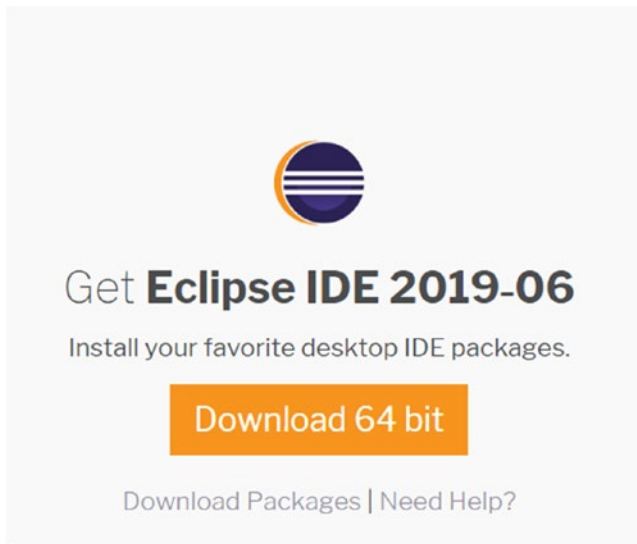 Get Eclipse IDE 2019-06
Install your favorite desktop IDE packages.
Download 64 bit
Download Packages | Need Help?